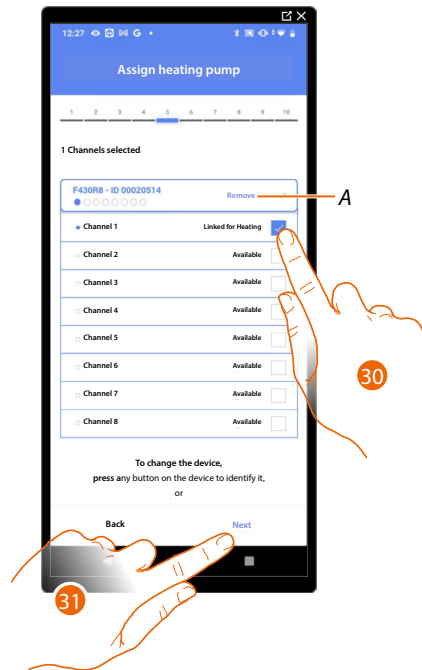 12:27
Assign heating pump
1 2 3 4 5 6 7 8 9 10
1 Channels selected
F430R8 - ID 00020514
Remove
A
Channel 1 Linked for Heating
Channel 2 Available
Channel 3 Available
Channel 4 Available
Channel 5 Available
Channel 6 Available
Channel 7 Available
Channel 8 Available
30
To change the device,
press any button on the device to identify it,
or
Back Next
31